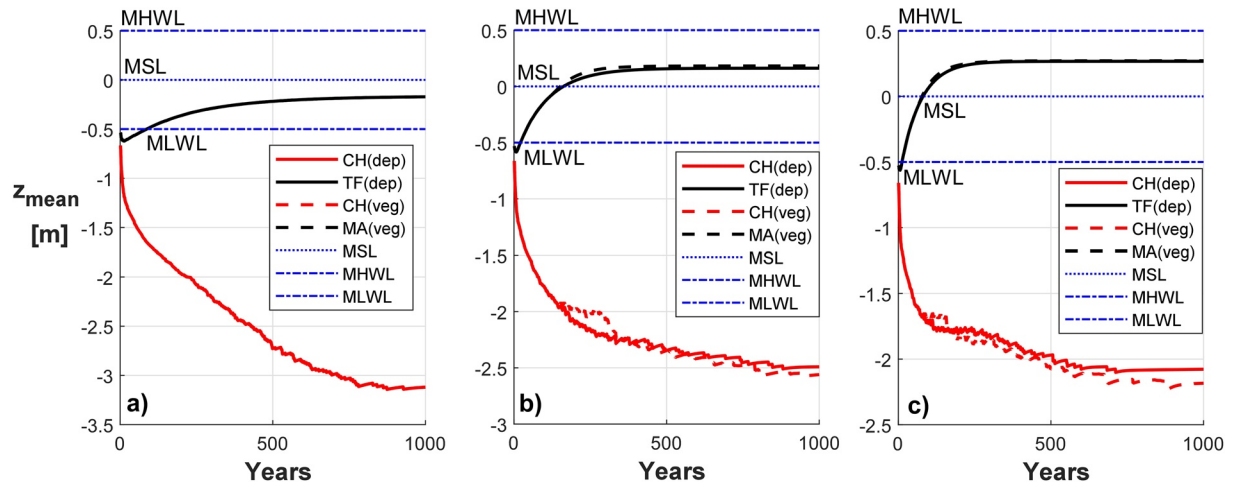 MHWL
0.5
MSL
0
-0.5
MLWL
-1
-1.5
-2
-2.5
-3
-3.5
z mean
[m]
CH(dep)
TF(dep)
CH(veg)
MA(veg)
MSL
MHWL
MLWL
a)
0
500
1000
Years
MHWL
0.5
MSL
0
-0.5
MLWL
-1
-1.5
-2
-2.5
-3
CH(dep)
TF(dep)
CH(veg)
MA(veg)
MSL
MHWL
MLWL
b)
0
500
1000
Years
MHWL
0.5
0
MSL
-0.5
MLWL
-1
-1.5
-2
-2.5
CH(dep)
TF(dep)
CH(veg)
MA(veg)
MSL
MHWL
MLWL
c)
0
500
1000
Years